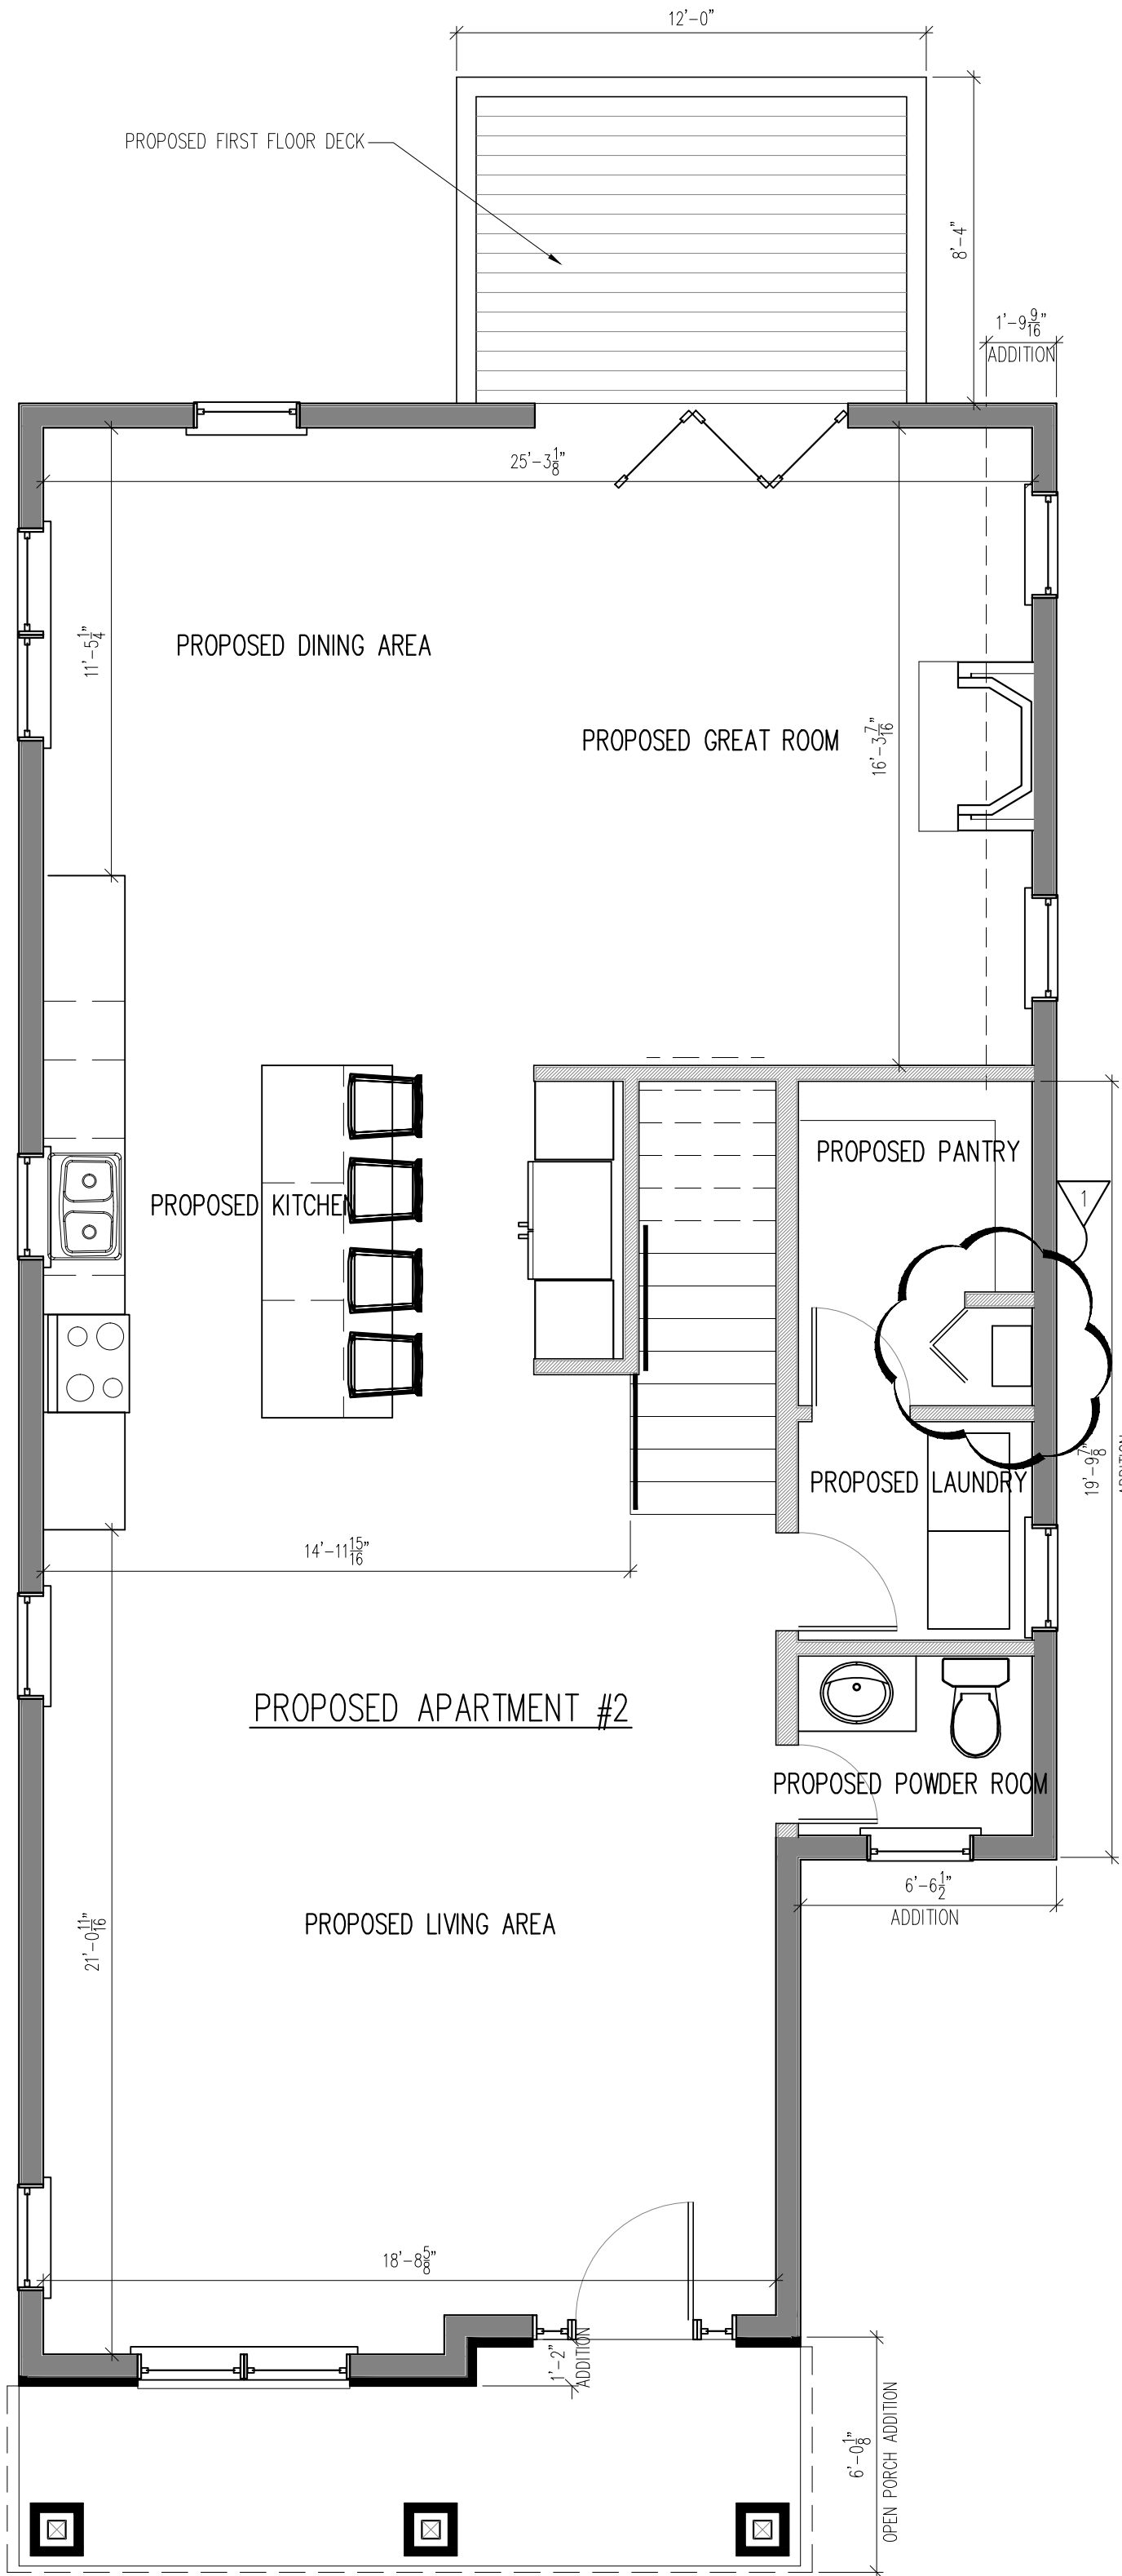 12'-0"
PROPOSED FIRST FLOOR DECK
8'-4"
1'-9 9/16"
ADDITION
25'-3 1/8"
11'-5 1/4"
PROPOSED DINING AREA
PROPOSED GREAT ROOM
16'-3 7/16"
PROPOSED PANTRY
PROPOSED KITCHEN
1
19'-9 7/8"
ADDITION
PROPOSED LAUNDRY
14'-11 15/16"
PROPOSED APARTMENT #2
PROPOSED POWDER ROOM
6'-6 1/2"
ADDITION
PROPOSED LIVING AREA
21'-0 11/16"
18'-8 5/8"
1'-2"
ADDITION
6'-0 1/8"
OPEN PORCH ADDITION